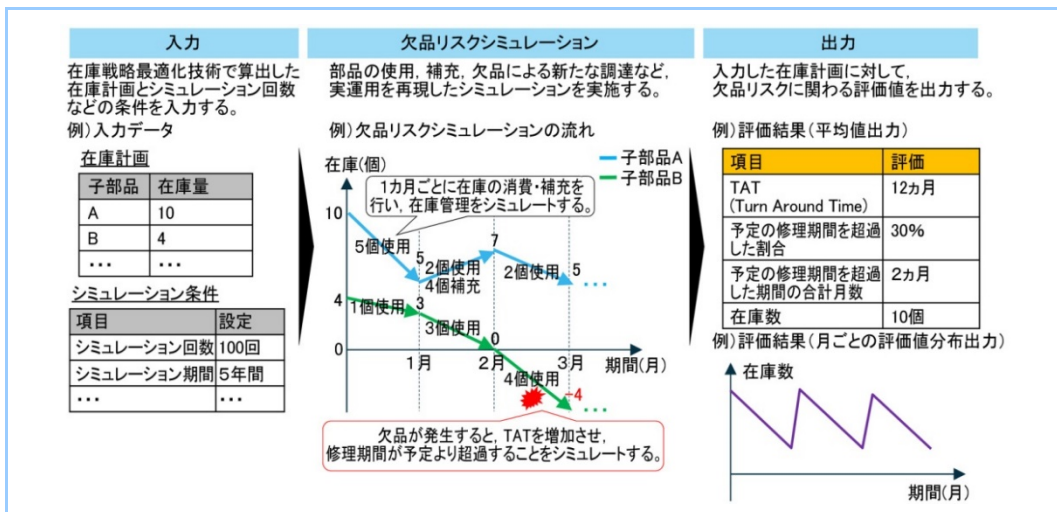 入力
在庫戦略最適化技術で算出した
在庫計画とシミュレーション回数
などの条件を入力する。
例)入力データ
在庫計画
子部品 在庫量
A 10
B 4
… …
シミュレーション条件
項目 設定
シミュレーション回数 100回
シミュレーション期間 5年間
… …
欠品リスクシミュレーション
部品の使用, 補充, 欠品による新たな調達など,
実運用を再現したシミュレーションを実施する。
例)欠品リスクシミュレーションの流れ
在庫(個)
子部品A
子部品B
1カ月ごとに在庫の消費・補充を
行い, 在庫管理をシミュレートする。
10
5個使用
5
2個使用
4個補充
7
2個使用
5
…
4
1個使用
3
3個使用
0
4個使用
-4
…
0
1月
2月
3月
期間(月)
欠品が発生すると, TATを増加させ,
修理期間が予定より超過することをシミュレートする。
出力
入力した在庫計画に対して,
欠品リスクに関わる評価値を出力する。
例)評価結果(平均値出力)
項目 評価
TAT 12ヵ月
(Turn Around Time)
予定の修理期間を超過 30%
した割合
予定の修理期間を超過 2ヵ月
した期間の合計月数
在庫数 10個
例)評価結果(月ごとの評価値分布出力)
在庫数
期間(月)